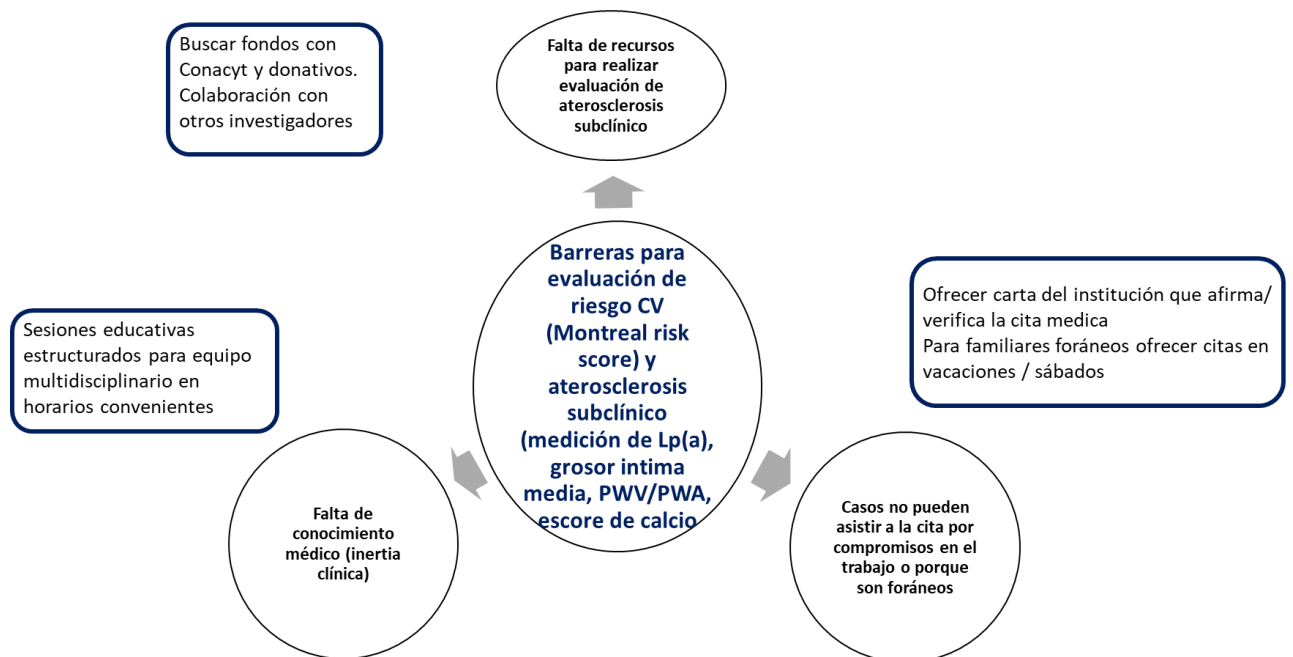 Buscar fondos con
Conacyt y donativos.
Colaboración con
otros investigadores
Falta de recursos
para realizar
evaluación de
aterosclerosis
subclínico
Barreras para
evaluación de
riesgo CV
(Montreal risk
score) y
aterosclerosis
subclínico
(medición de Lp(a),
grosor intima
media, PWV/PWA,
escore de calcio
Ofrecer carta del institución que afirma/
verifica la cita medica
Para familiares foráneos ofrecer citas en
vacaciones / sábados
Sesiones educativas
estructurados para equipo
multidisciplinario en
horarios convenientes
Falta de
conocimiento
médico (inertia
clínica)
Casos no pueden
asistir a la cita por
compromisos en el
trabajo o porque
son foráneos